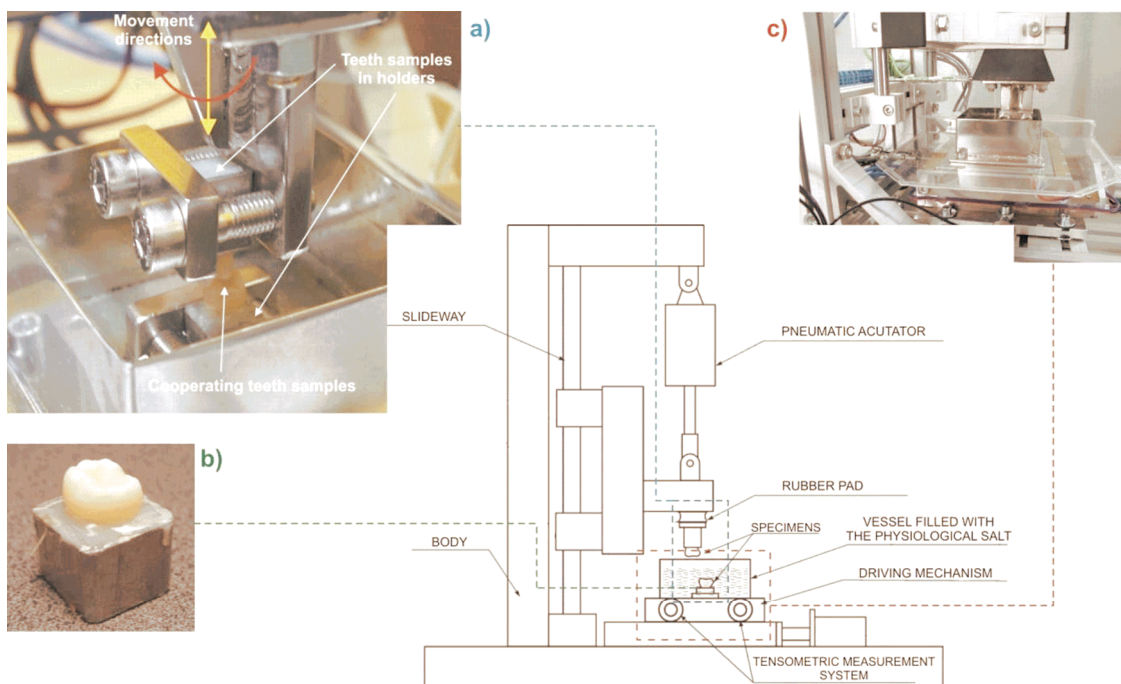 Movement
directions
a)
Teeth samples
in holders
Cooperating teeth samples
b)
c)
SLIDEWAY
PNEUMATIC ACUTATOR
RUBBER PAD
SPECIMENS
VESSEL FILLED WITH
THE PHYSIOLOGICAL SALT
BODY
DRIVING MECHANISM
TENSOMETRIC MEASUREMENT
SYSTEM